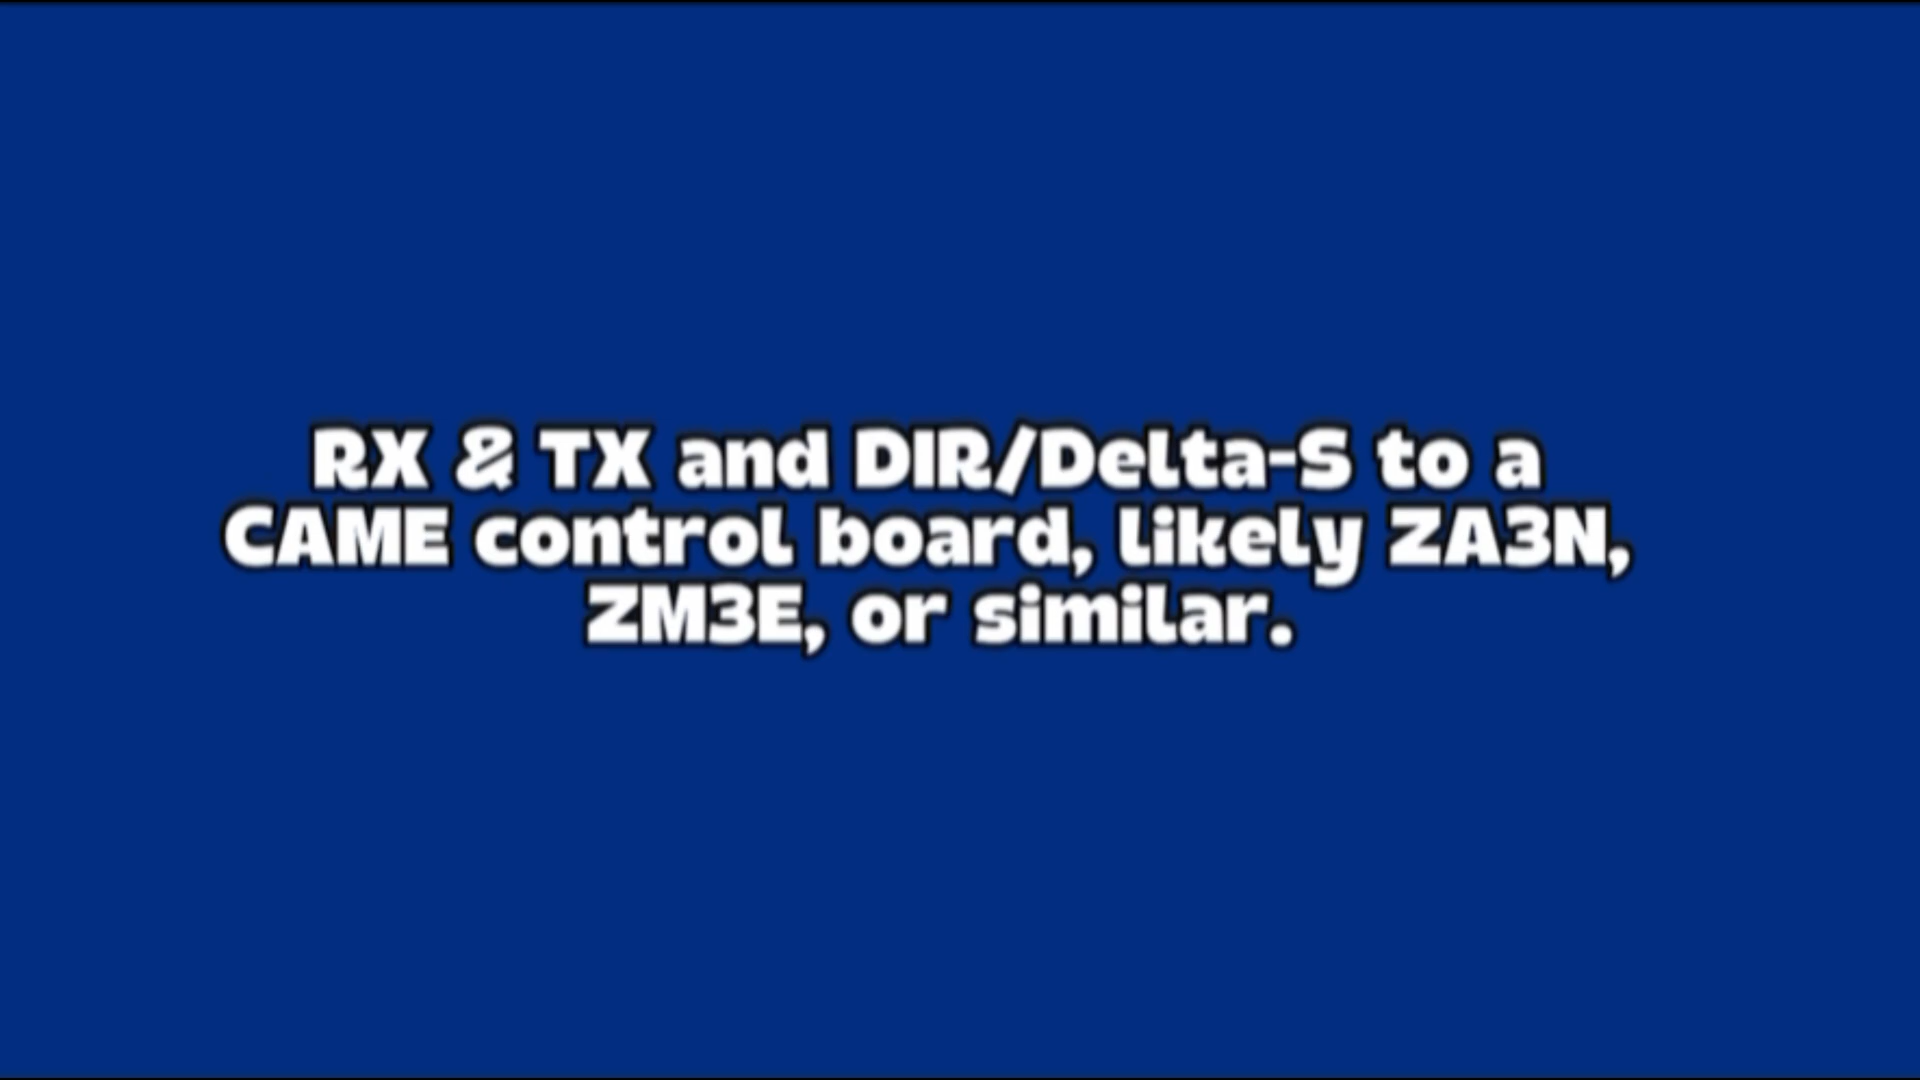 RX & TX and DIR/Delta-S to a
CAME control board, likely ZA3N,
ZM3E, or similar.